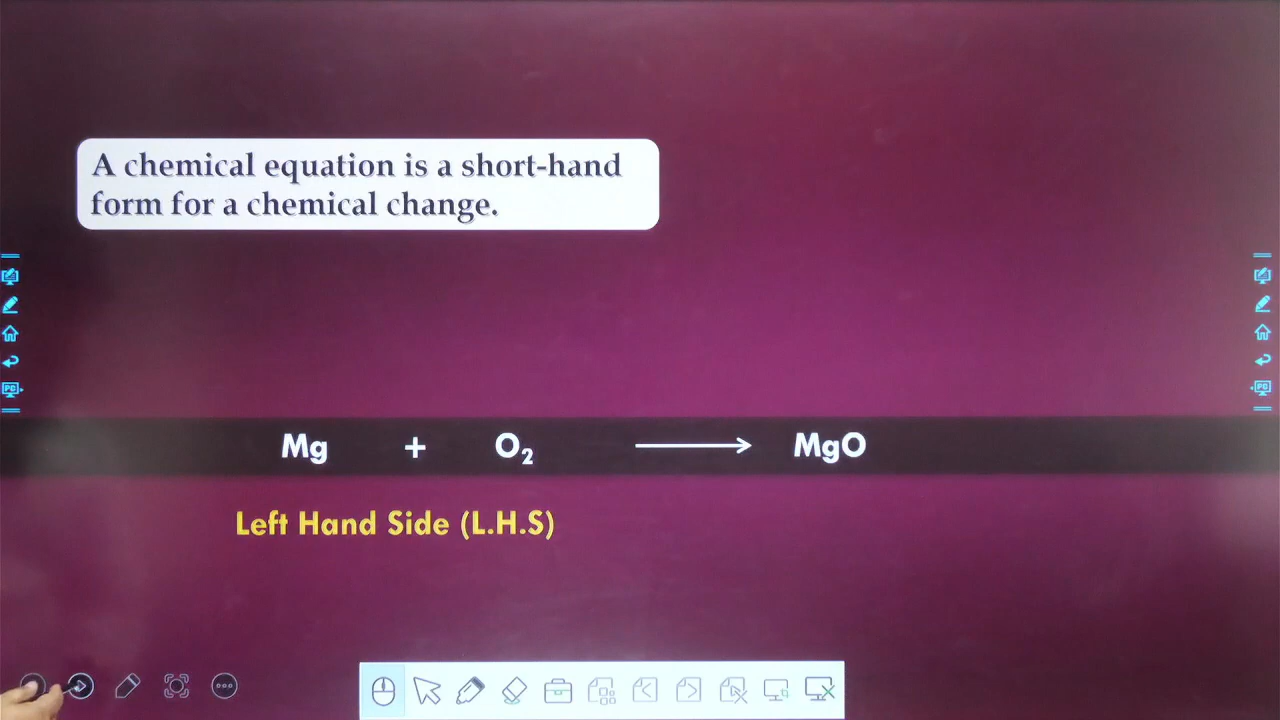 A chemical equation is a short-hand
form for a chemical change.
Mg + O₂ ⟶ MgO
Left Hand Side (L.H.S)